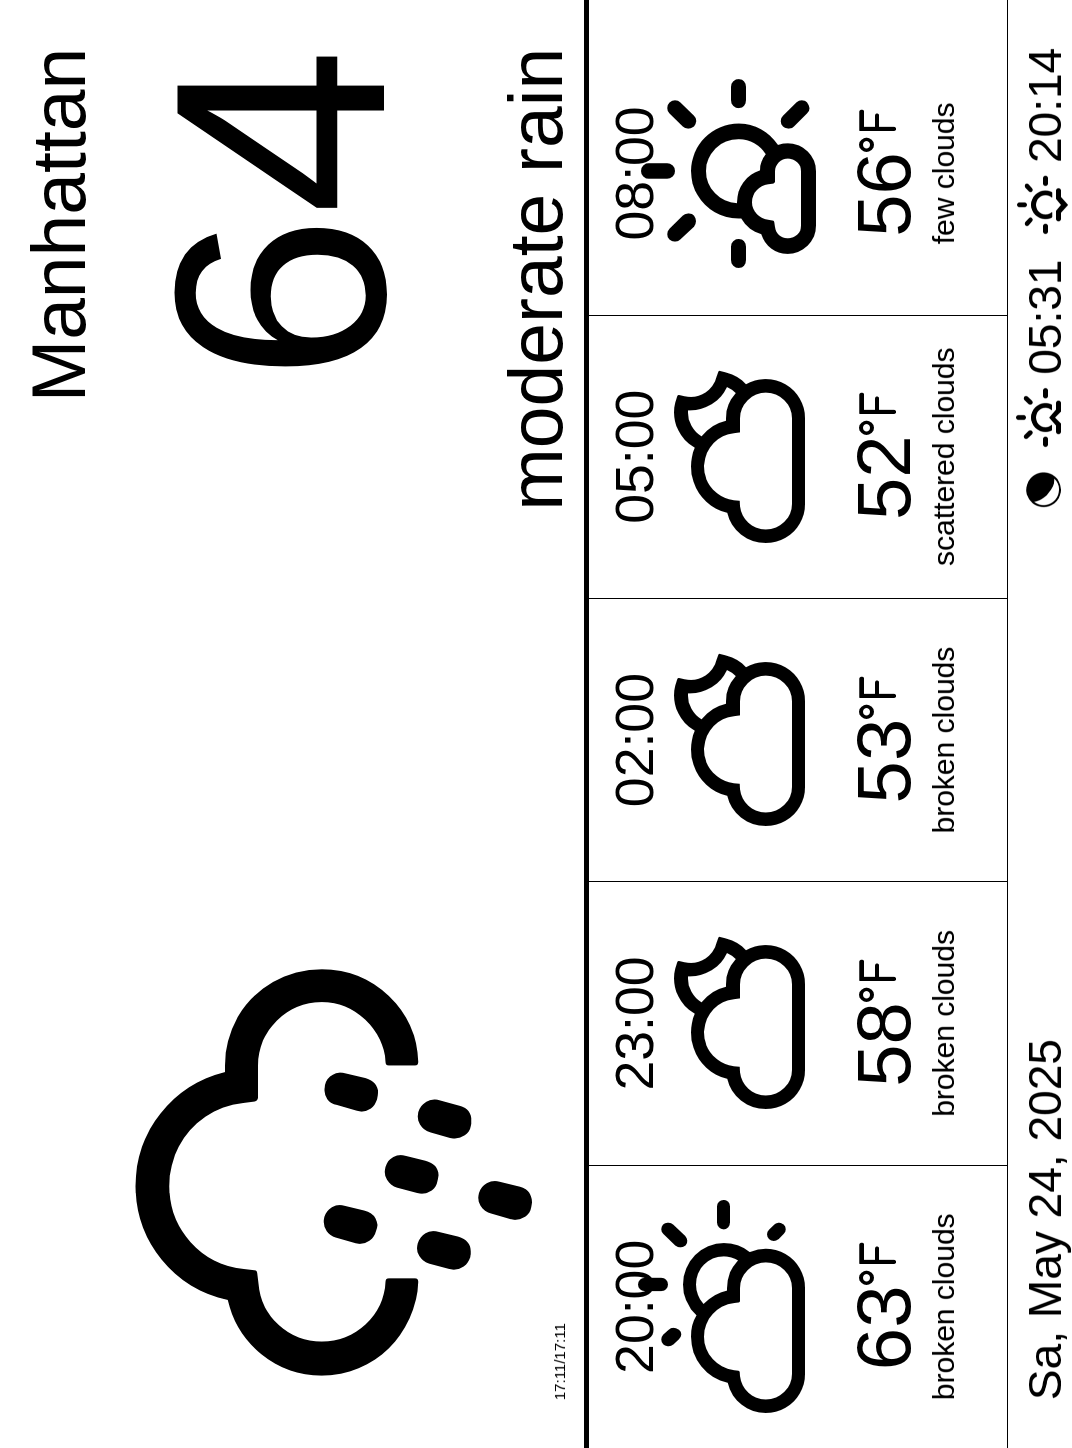 Manhattan
64
moderate rain
17:11/17:11
20:00
63°F
broken clouds
23:00
58°F
broken clouds
02:00
53°F
broken clouds
05:00
52°F
scattered clouds
08:00
56°F
few clouds
Sa, May 24, 2025
05:31
20:14